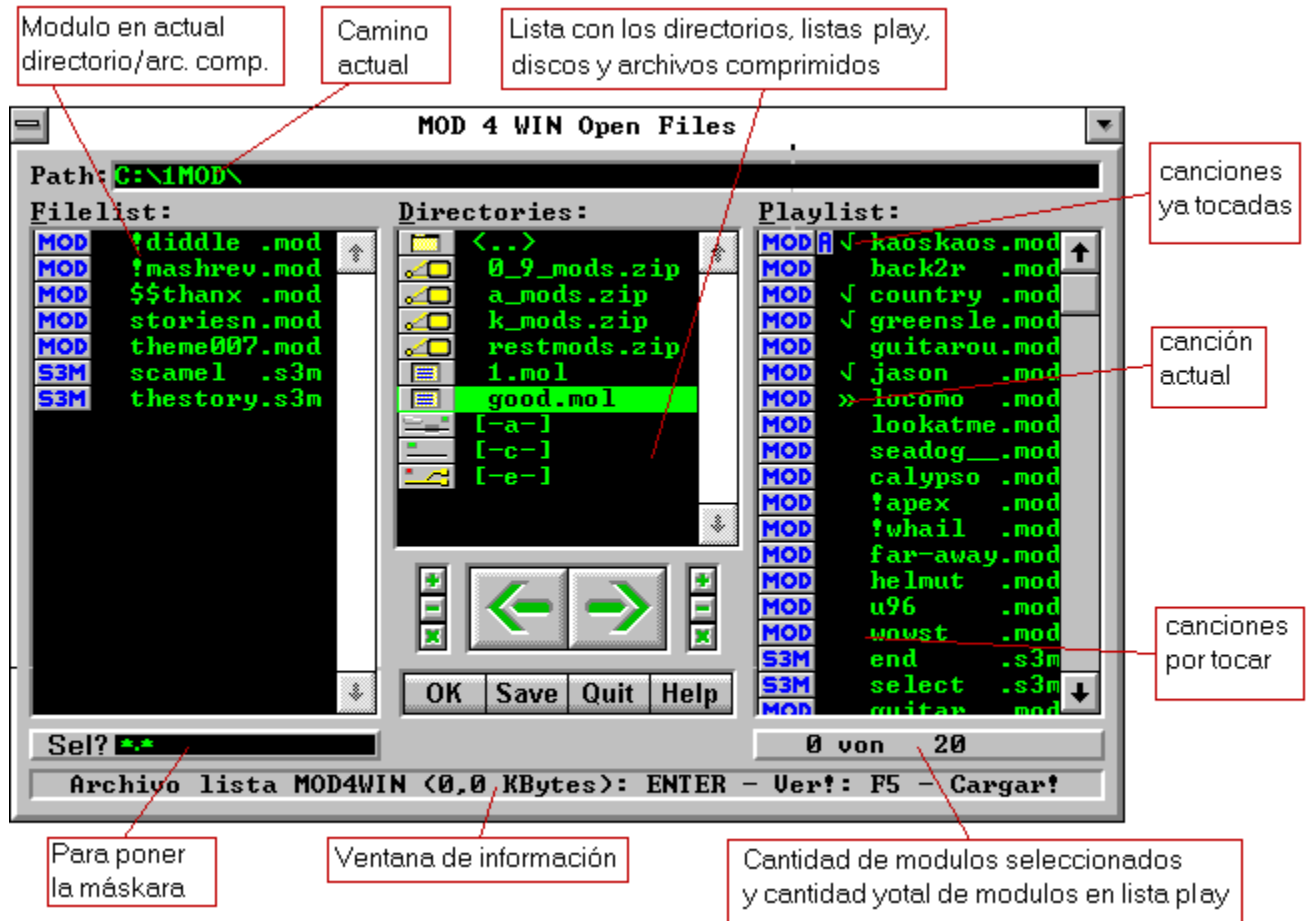 Modulo en actual
directorio/arc. comp.
Camino
actual
Lista con los directorios, listas play,
discos y archivos comprimidos
MOD 4 WIN Open Files
Path: C:\1MOD\
Filelist:
MOD !diddle .mod
MOD !mashrev.mod
MOD $$thanx .mod
MOD storiesn.mod
MOD theme007.mod
S3M scamel .s3m
S3M thestory.s3m
Directories:
<..>
0_9_mods.zip
a_mods.zip
k_mods.zip
restmods.zip
1.mol
good.mol
[-a-]
[-c-]
[-e-]
Playlist:
MOD A √ kaoskaos.mod
MOD back2r .mod
MOD √ country .mod
MOD √ greensle.mod
MOD guitarou.mod
MOD √ jason .mod
MOD » locomo .mod
MOD lookatme.mod
MOD seadog__.mod
MOD calypso .mod
MOD !apex .mod
MOD !whail .mod
MOD far-away.mod
MOD helmut .mod
MOD u96 .mod
MOD wowst .mod
S3M end .s3m
S3M select .s3m
MOD guitar .mod
canciones
ya tocadas
canción
actual
canciones
por tocar
OK Save Quit Help
Sel? *.*
0 von 20
Archivo lista MOD4WIN (0,0 KBytes): ENTER - Ver!: F5 - Cargar!
Para poner
la máskara
Ventana de información
Cantidad de modulos seleccionados
y cantidad yotal de modulos en lista play